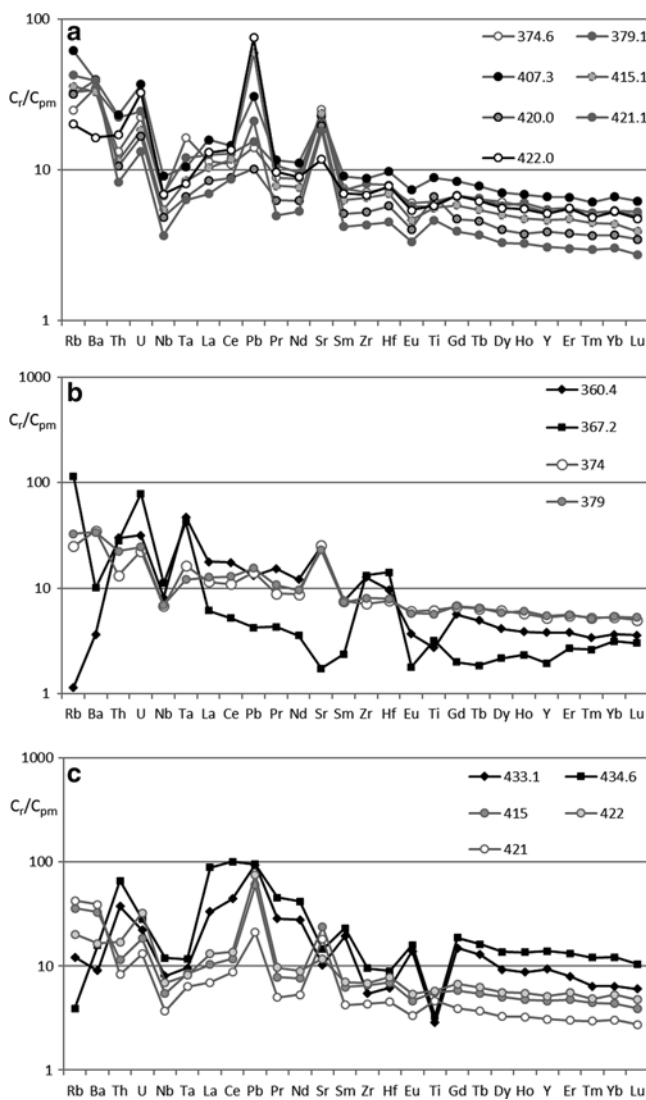 a
100
374.6 379.1
407.3 415.1
420.0 421.1
422.0
Cr/Cpm
10
1
Rb Ba Th U Nb Ta La Ce Pb Pr Nd Sr Sm Zr Hf Eu Ti Gd Tb Dy Ho Y Er Tm Yb Lu
b
1000
360.4
367.2
374
379
Cr/Cpm
100
10
1
Rb Ba Th U Nb Ta La Ce Pb Pr Nd Sr Sm Zr Hf Eu Ti Gd Tb Dy Ho Y Er Tm Yb Lu
c
1000
433.1 434.6
415 422
421
Cr/Cpm
100
10
1
Rb Ba Th U Nb Ta La Ce Pb Pr Nd Sr Sm Zr Hf Eu Ti Gd Tb Dy Ho Y Er Tm Yb Lu